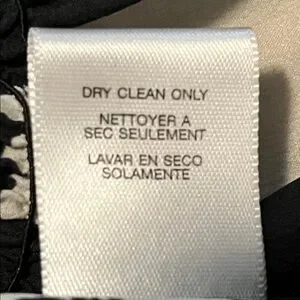 DRY CLEAN ONLY
NETTOYER A
SEC SEULEMENT
LAVAR EN SECO
SOLAMENTE